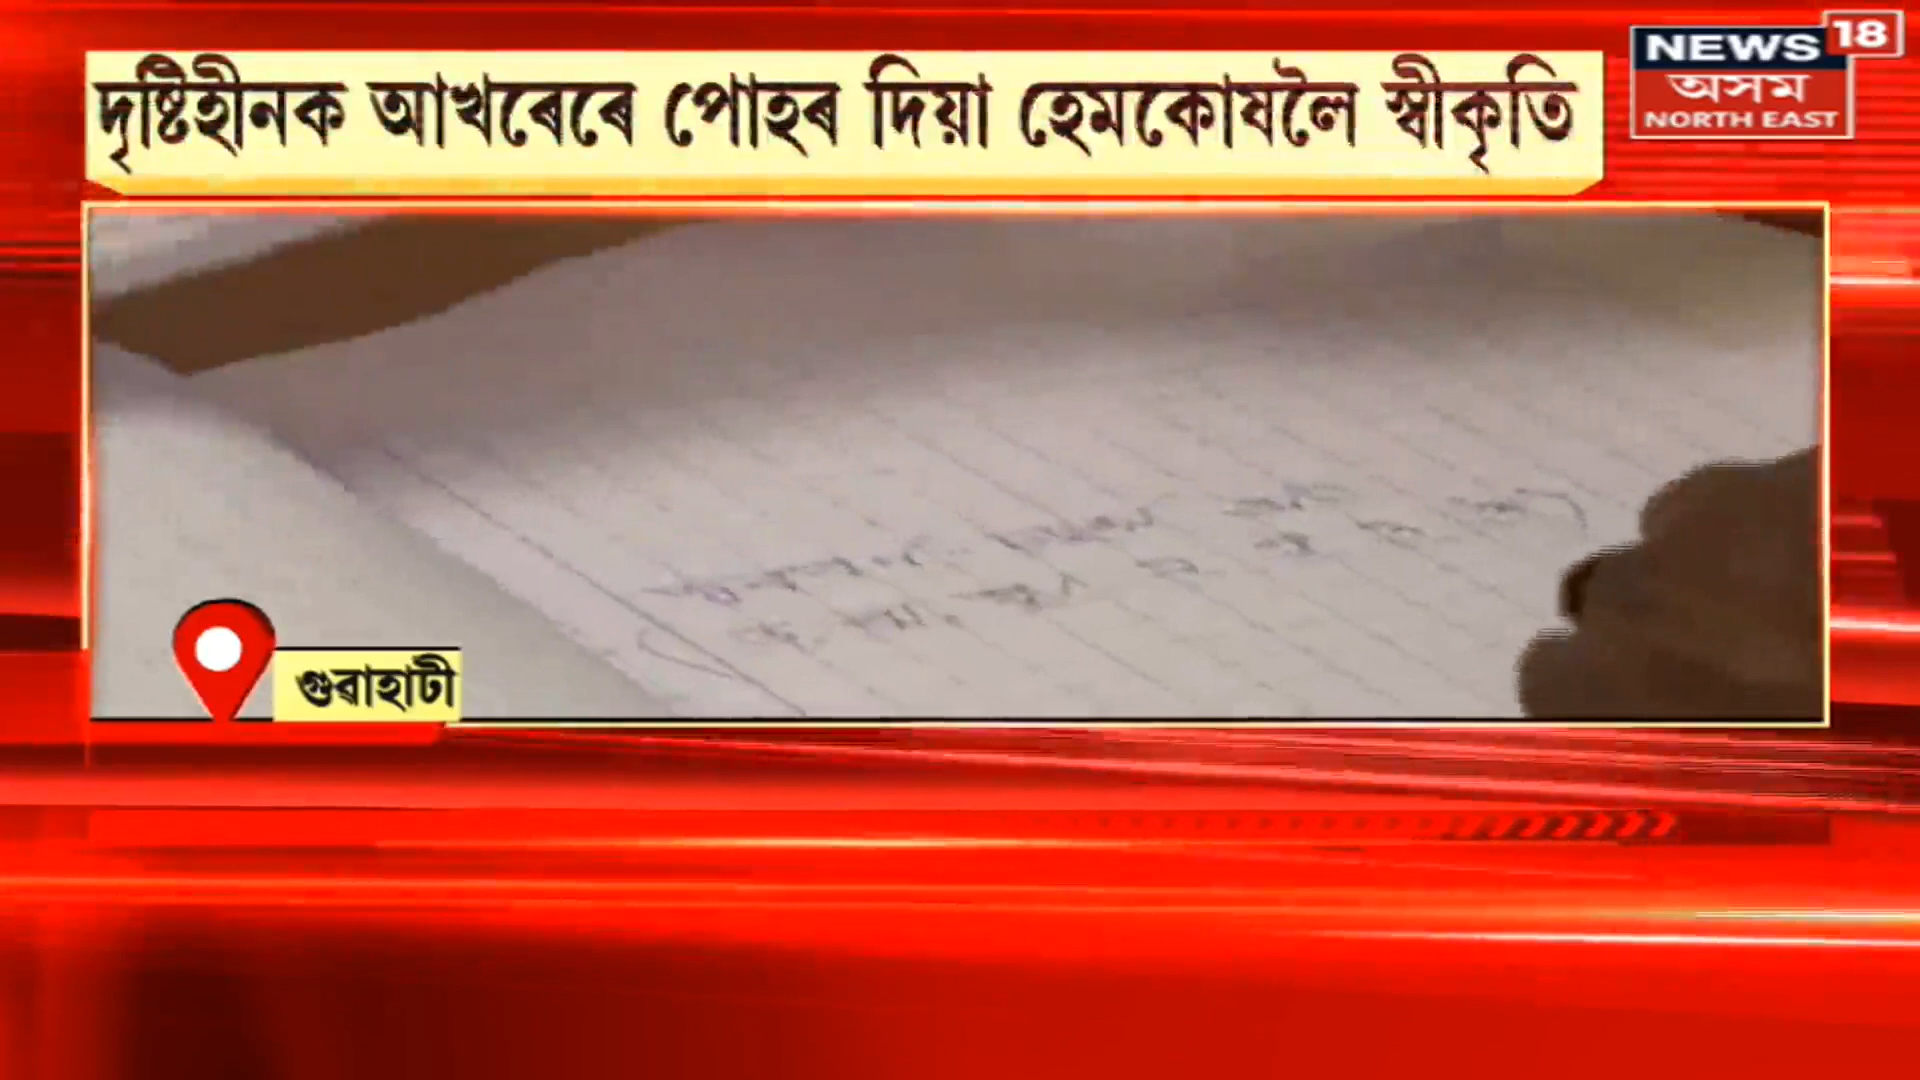 দৃষ্টিহীনক আখৰেৰে পোহৰ দিয়া হেমকোষলৈ স্বীকৃতি
NEWS 18
অসম
NORTH EAST
গুৱাহাটী